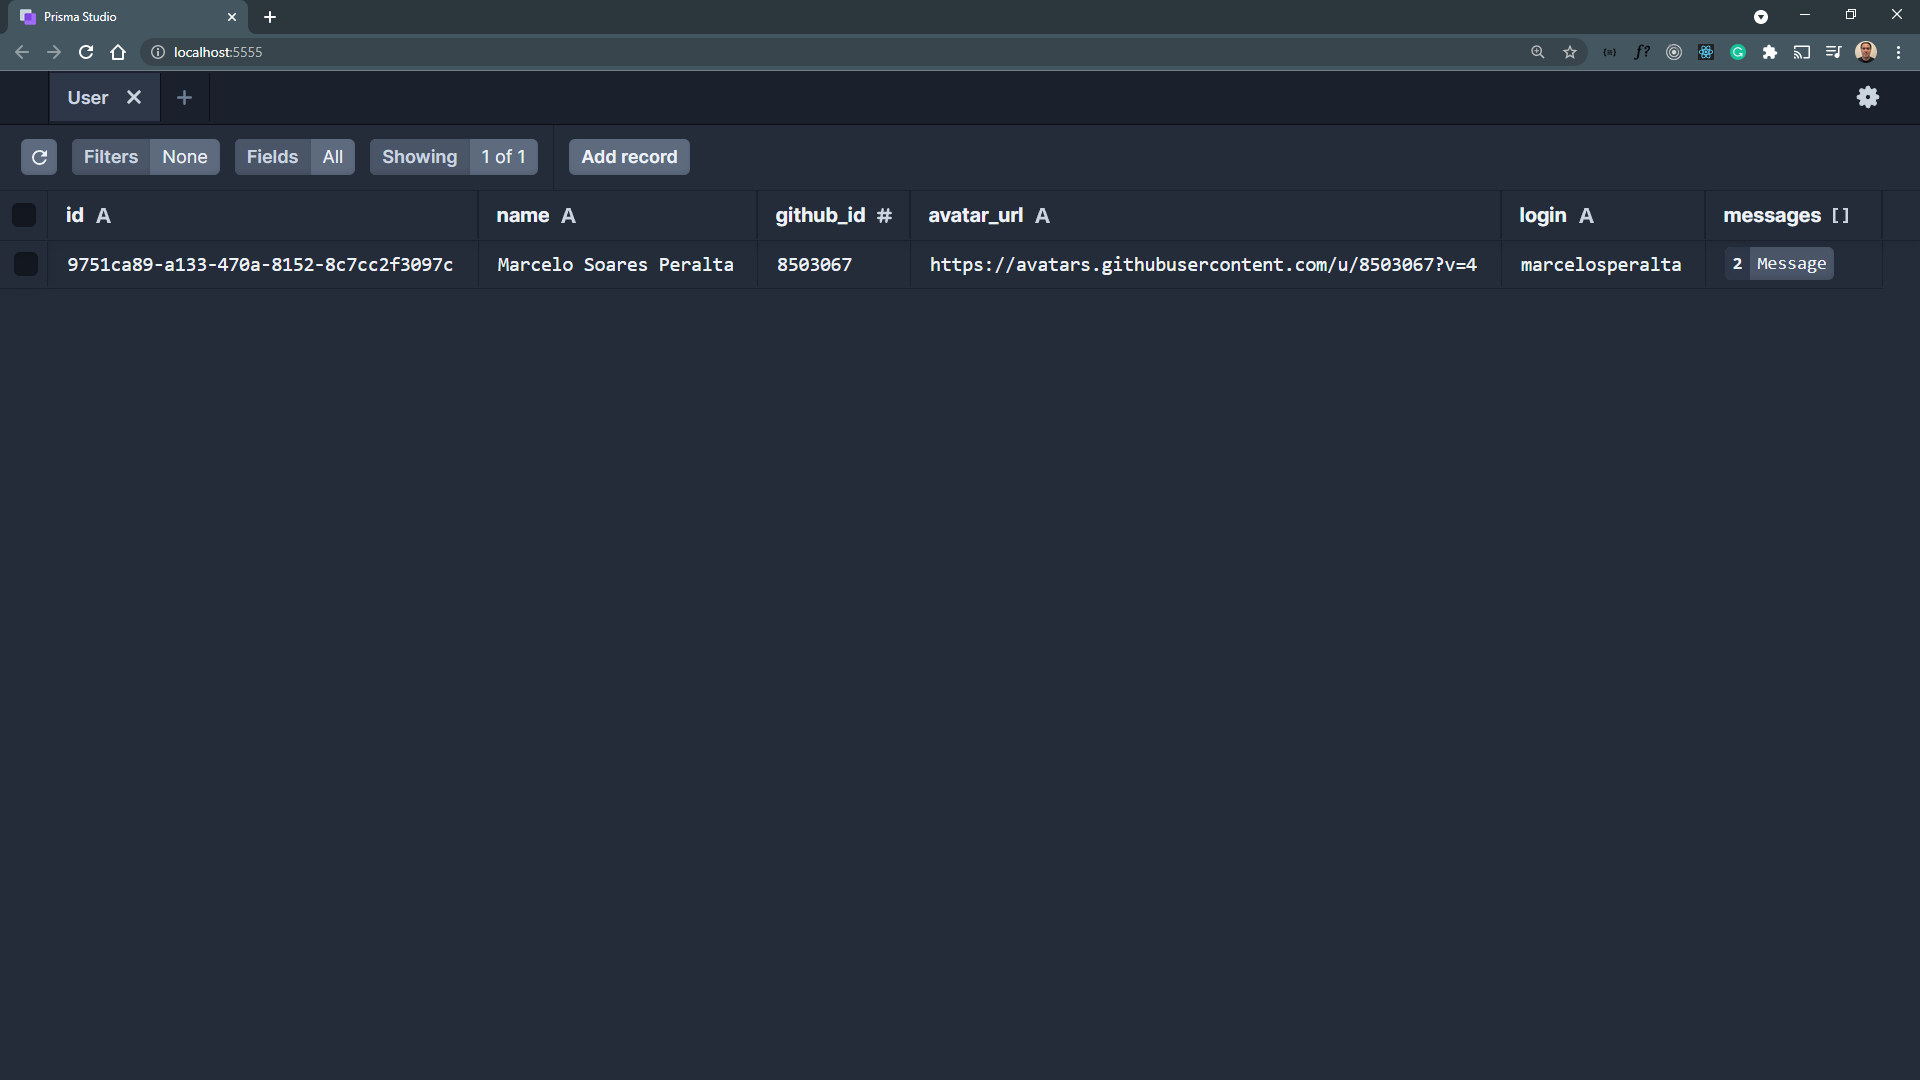 Prisma Studio
localhost:5555
User
Filters None Fields All Showing 1 of 1 Add record
id A name A github_id # avatar_url A login A messages []
9751ca89-a133-470a-8152-8c7cc2f3097c Marcelo Soares Peralta 8503067 https://avatars.githubusercontent.com/u/8503067?v=4 marcelosperalta 2 Message